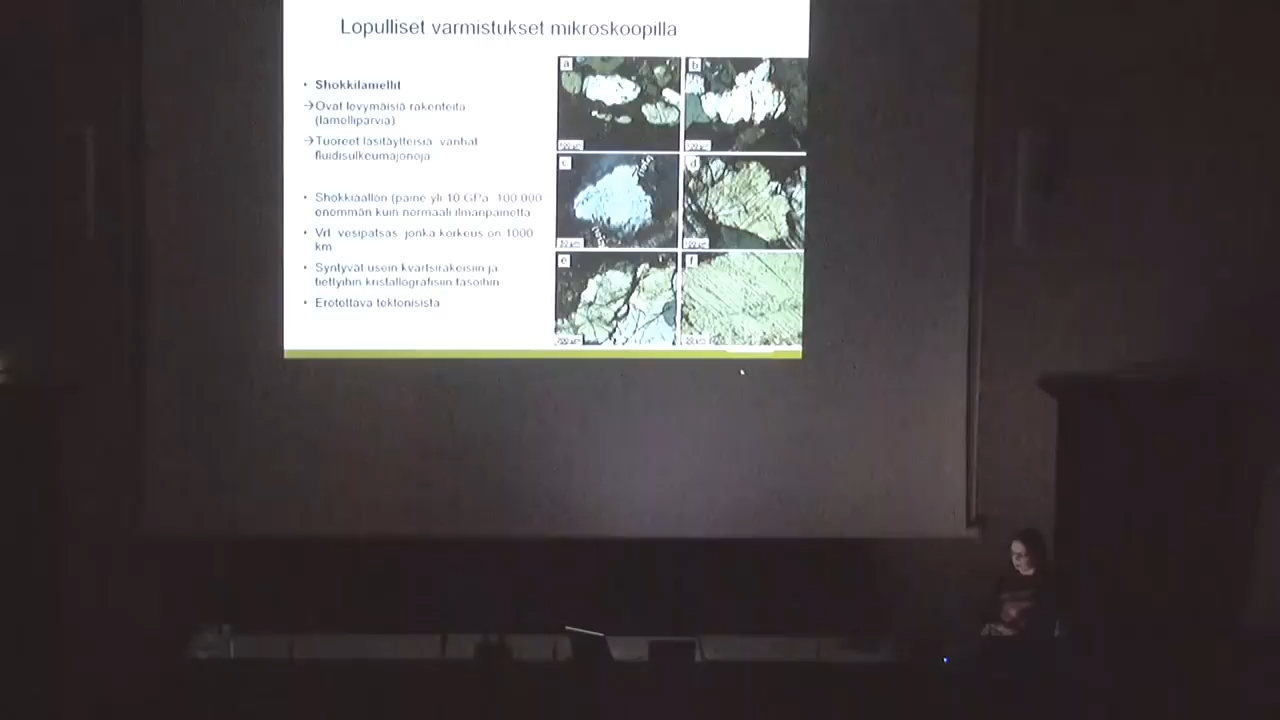 Lopulliset varmistukset mikroskoopilla
• Shokkilamellit
→Ovat levymäisiä rakenteita
(lamelliparvia)
→Tuoreet lasitäytteisiä vanhat
fluidisulkeumajonoja
• Shokkiaallon (paine yli 10 GPa 100 000
enemmän kuin normaali ilmanpainetta
• Vrt. vesipatsas, jonka korkeus on 1000
km
• Syntyvät usein kvartsirakeisiin ja
tiettyihin kristallografisiin tasoihin
• Erotettava tektonisista
a
b
c
d
e
f